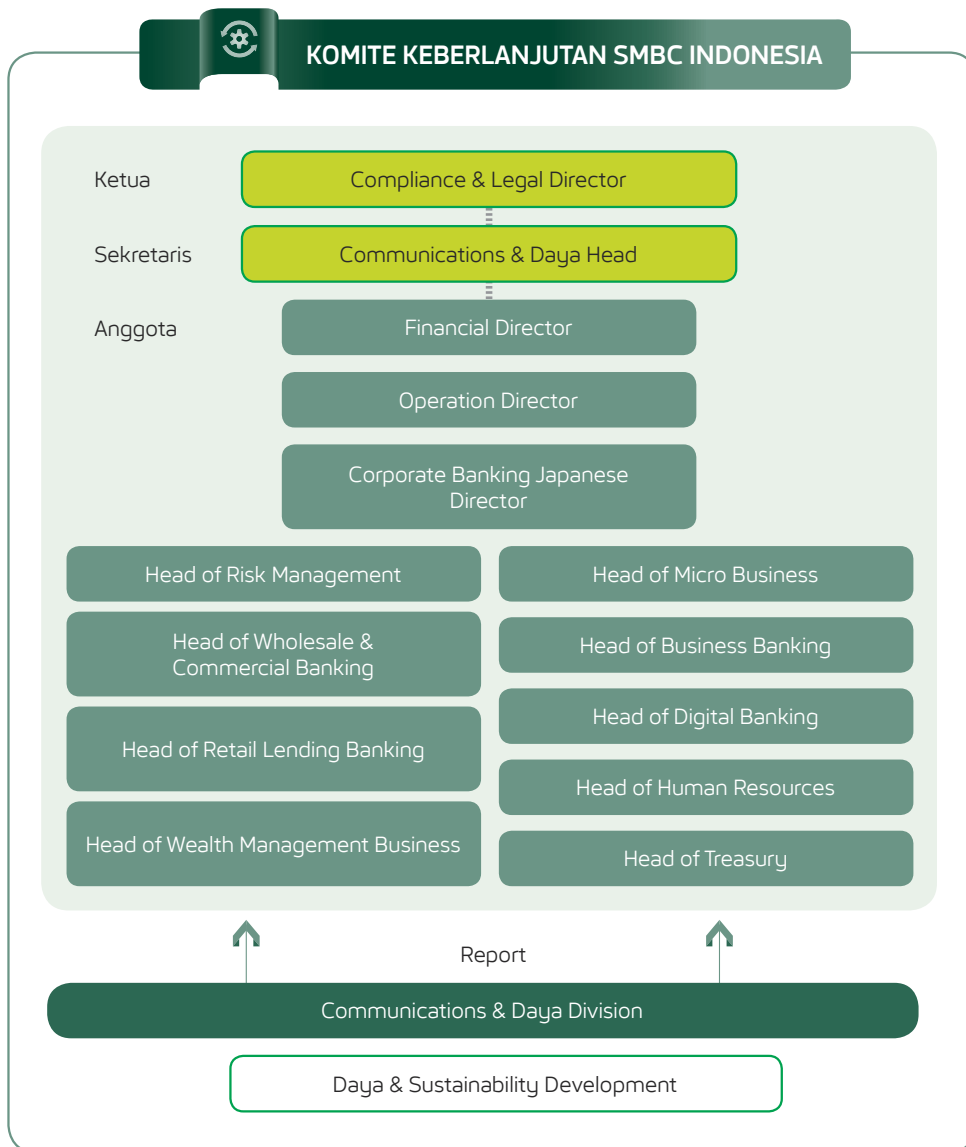 KOMITE KEBERLANJUTAN SMBC INDONESIA
Ketua
Compliance & Legal Director
Sekretaris
Communications & Daya Head
Anggota
Financial Director
Operation Director
Corporate Banking Japanese
Director
Head of Risk Management
Head of Wholesale &
Commercial Banking
Head of Retail Lending Banking
Head of Wealth Management Business
Head of Micro Business
Head of Business Banking
Head of Digital Banking
Head of Human Resources
Head of Treasury
Report
Communications & Daya Division
Daya & Sustainability Development